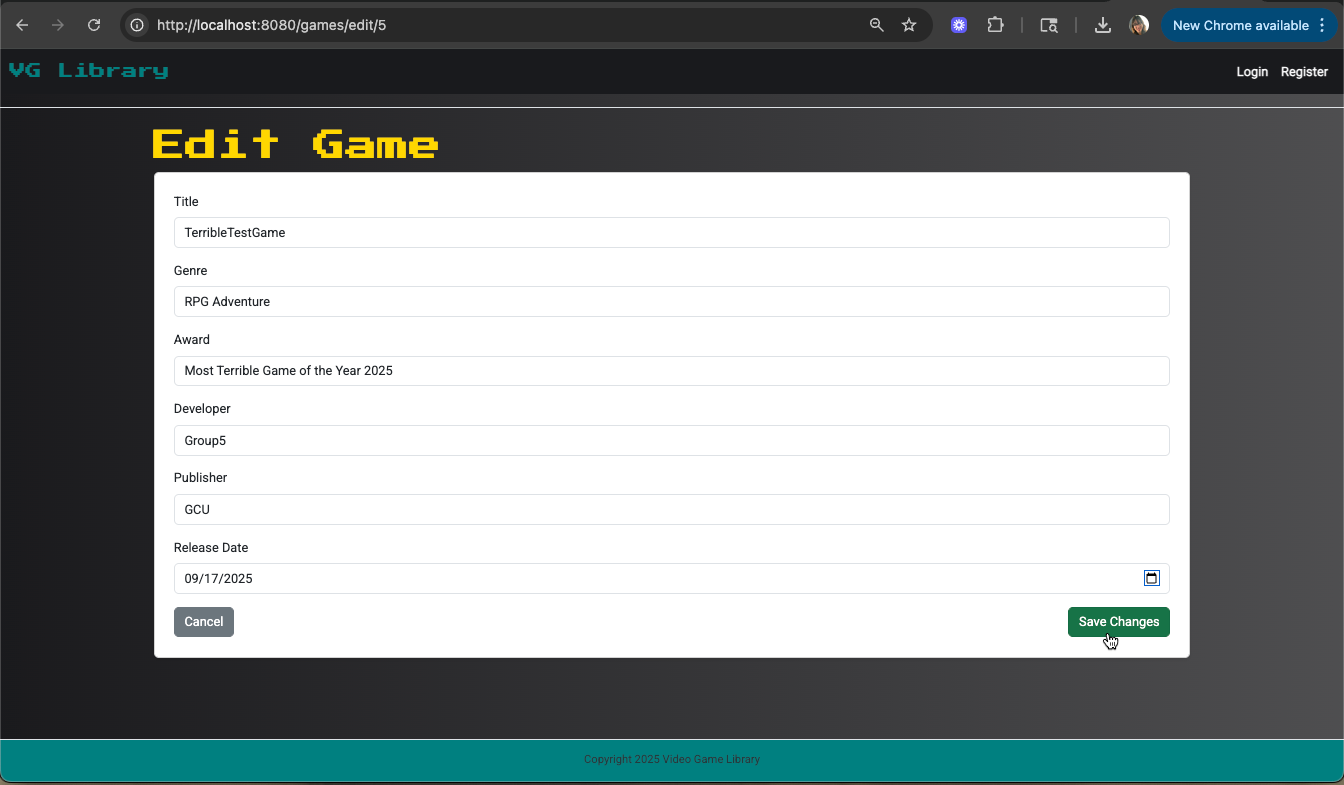 http://localhost:8080/games/edit/5
New Chrome available
VG Library
Login Register
Edit Game
Title
TerribleTestGame
Genre
RPG Adventure
Award
Most Terrible Game of the Year 2025
Developer
Group5
Publisher
GCU
Release Date
09/17/2025
Cancel
Save Changes
Copyright 2025 Video Game Library